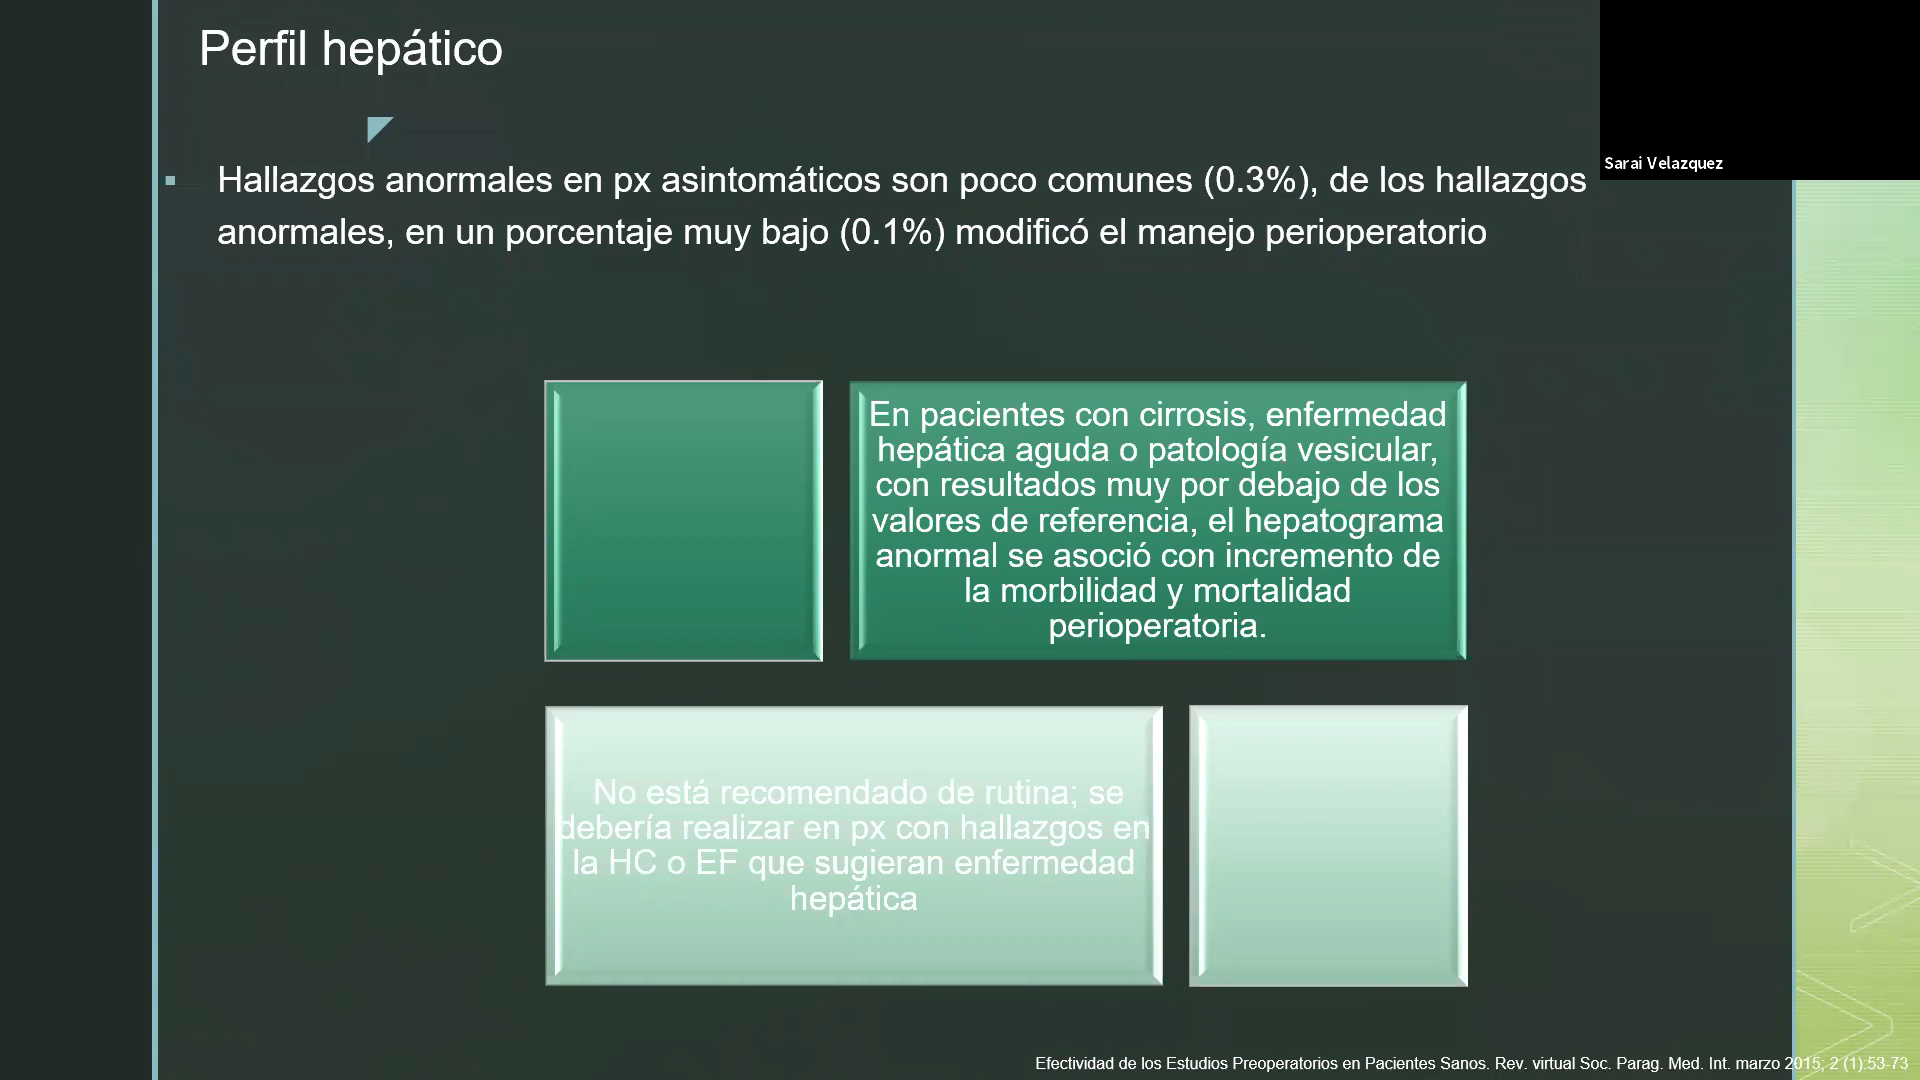 Perfil hepático
Sarai Velazquez
Hallazgos anormales en px asintomáticos son poco comunes (0.3%), de los hallazgos
anormales, en un porcentaje muy bajo (0.1%) modificó el manejo perioperatorio
En pacientes con cirrosis, enfermedad
hepática aguda o patología vesicular,
con resultados muy por debajo de los
valores de referencia, el hepatograma
anormal se asoció con incremento de
la morbilidad y mortalidad
perioperatoria.
No está recomendado de rutina; se
debería realizar en px con hallazgos en
la HC o EF que sugieran enfermedad
hepática
Efectividad de los Estudios Preoperatorios en Pacientes Sanos. Rev. virtual Soc. Parag. Med. Int. marzo 2015; 2 (1):53-73